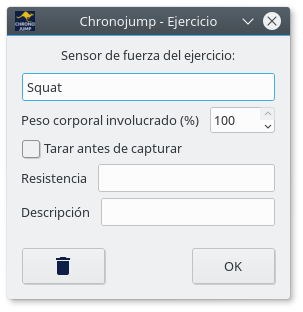 CHRONO
JUMP
Chronojump - Ejercicio
Sensor de fuerza del ejercicio:
Squat
Peso corporal involucrado (%) 100
Tarar antes de capturar
Resistencia
Descripción
OK